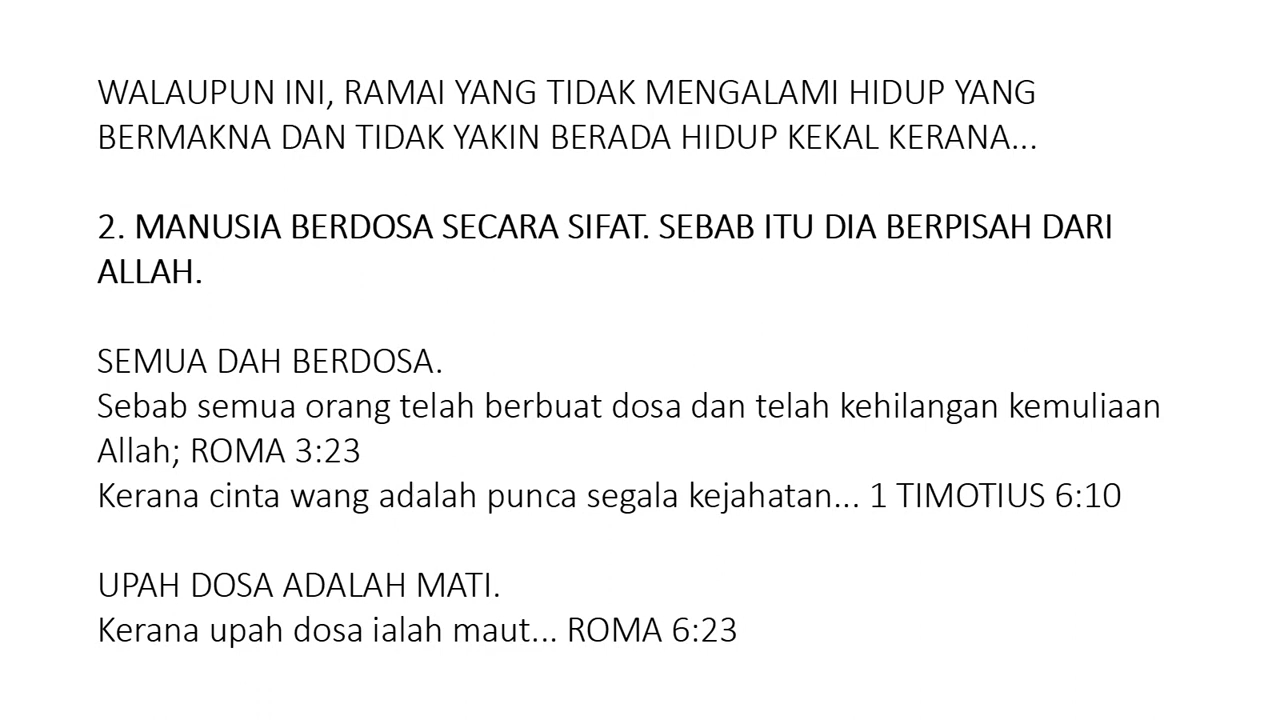 WALAUPUN INI, RAMAI YANG TIDAK MENGALAMI HIDUP YANG
BERMAKNA DAN TIDAK YAKIN BERADA HIDUP KEKAL KERANA...
2. MANUSIA BERDOSA SECARA SIFAT. SEBAB ITU DIA BERPISAH DARI
ALLAH.
SEMUA DAH BERDOSA.
Sebab semua orang telah berbuat dosa dan telah kehilangan kemuliaan
Allah; ROMA 3:23
Kerana cinta wang adalah punca segala kejahatan... 1 TIMOTIUS 6:10
UPAH DOSA ADALAH MATI.
Kerana upah dosa ialah maut... ROMA 6:23